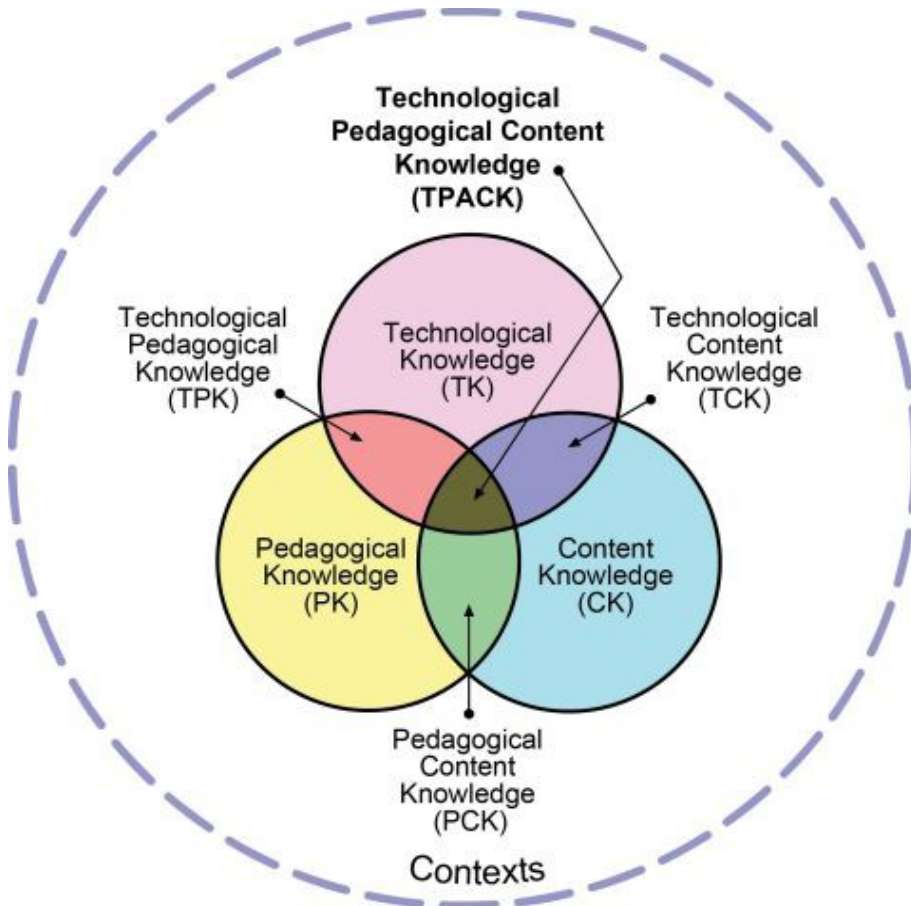 Technological
Pedagogical Content
Knowledge
(TPACK)
Technological
Pedagogical
Knowledge
(TPK)
Technological
Knowledge
(TK)
Technological
Content
Knowledge
(TCK)
Pedagogical
Knowledge
(PK)
Content
Knowledge
(CK)
Pedagogical
Content
Knowledge
(PCK)
Contexts